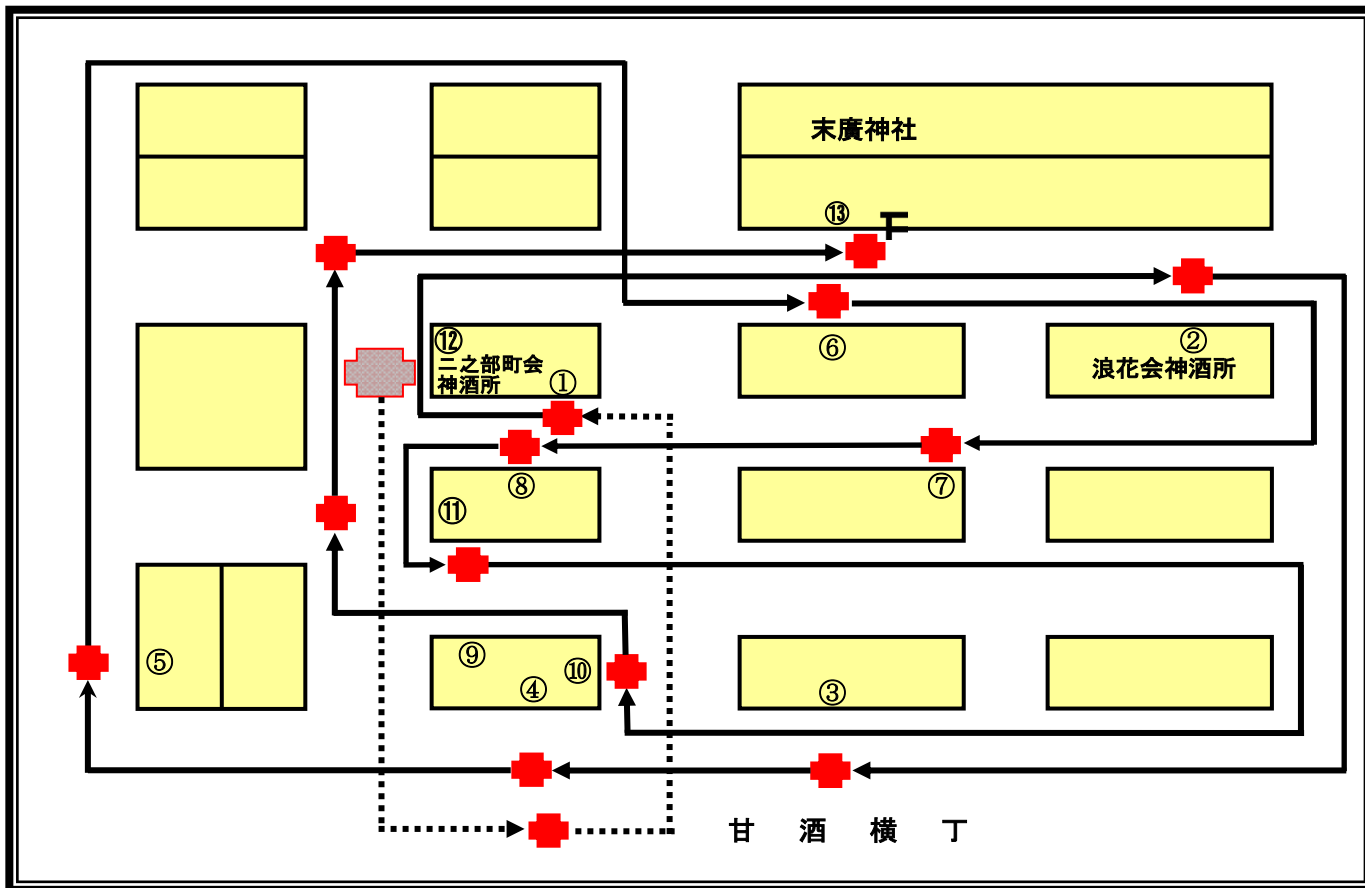 末廣神社
⑬
⑫
二之部町会
神酒所
①
⑥
②
浪花会神酒所
⑧
⑦
⑪
⑤
⑨
④
⑩
③
甘酒横丁